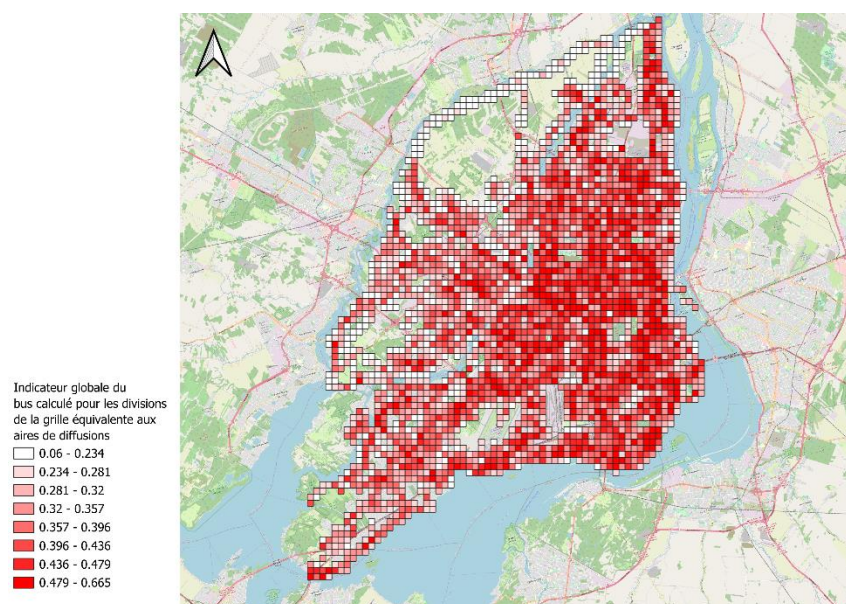 Indicateur globale du
bus calculé pour les divisions
de la grille équivalente aux
aires de diffusions
0.06 - 0.234
0.234 - 0.281
0.281 - 0.32
0.32 - 0.357
0.357 - 0.396
0.396 - 0.436
0.436 - 0.479
0.479 - 0.665